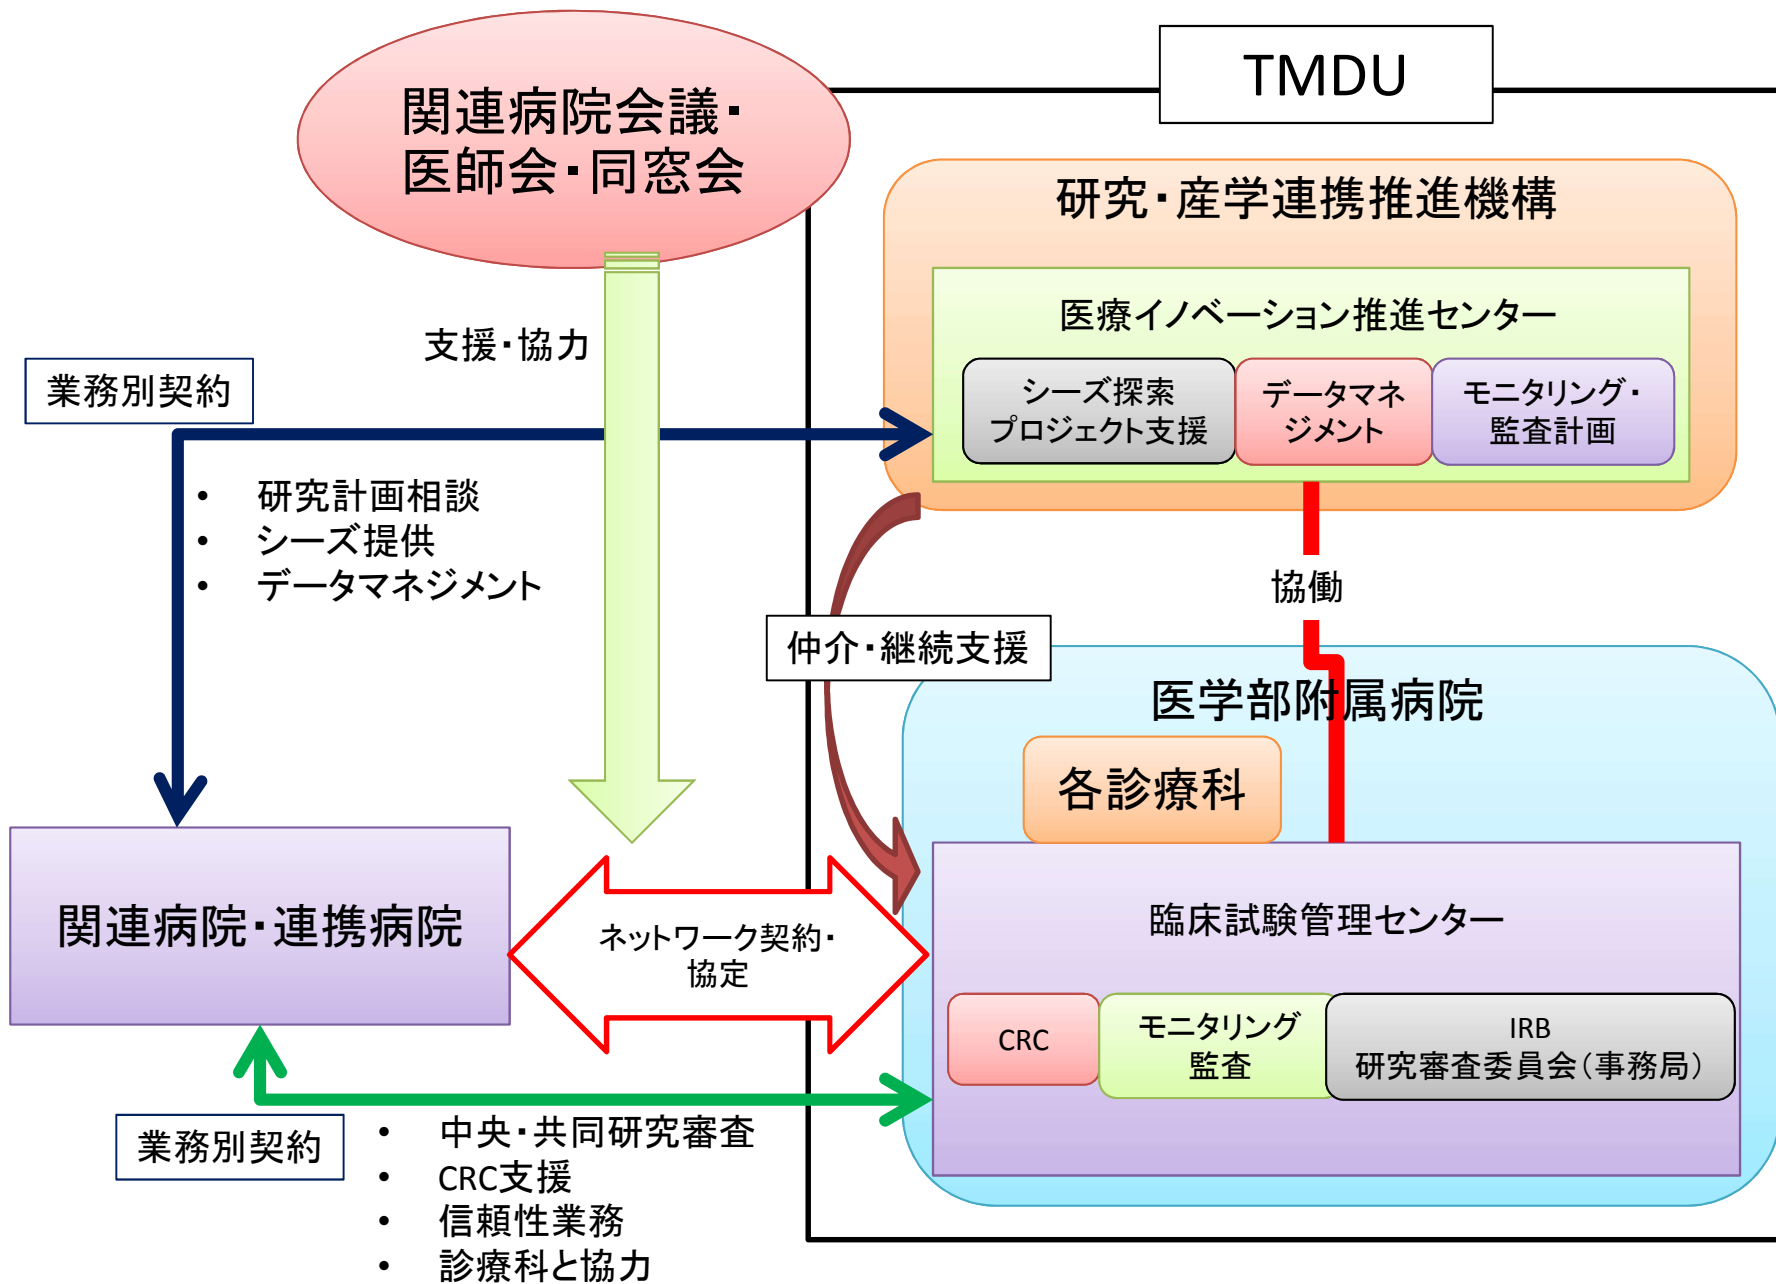 関連病院会議・
医師会・同窓会
TMDU
研究・産学連携推進機構
医療イノベーション推進センター
シーズ探索
プロジェクト支援
データマネ
ジメント
モニタリング・
監査計画
支援・協力
業務別契約
• 研究計画相談
• シーズ提供
• データマネジメント
協働
仲介・継続支援
医学部附属病院
各診療科
関連病院・連携病院
ネットワーク契約・
協定
臨床試験管理センター
CRC
モニタリング
監査
IRB
研究審査委員会（事務局）
業務別契約
• 中央・共同研究審査
• CRC支援
• 信頼性業務
• 診療科と協力